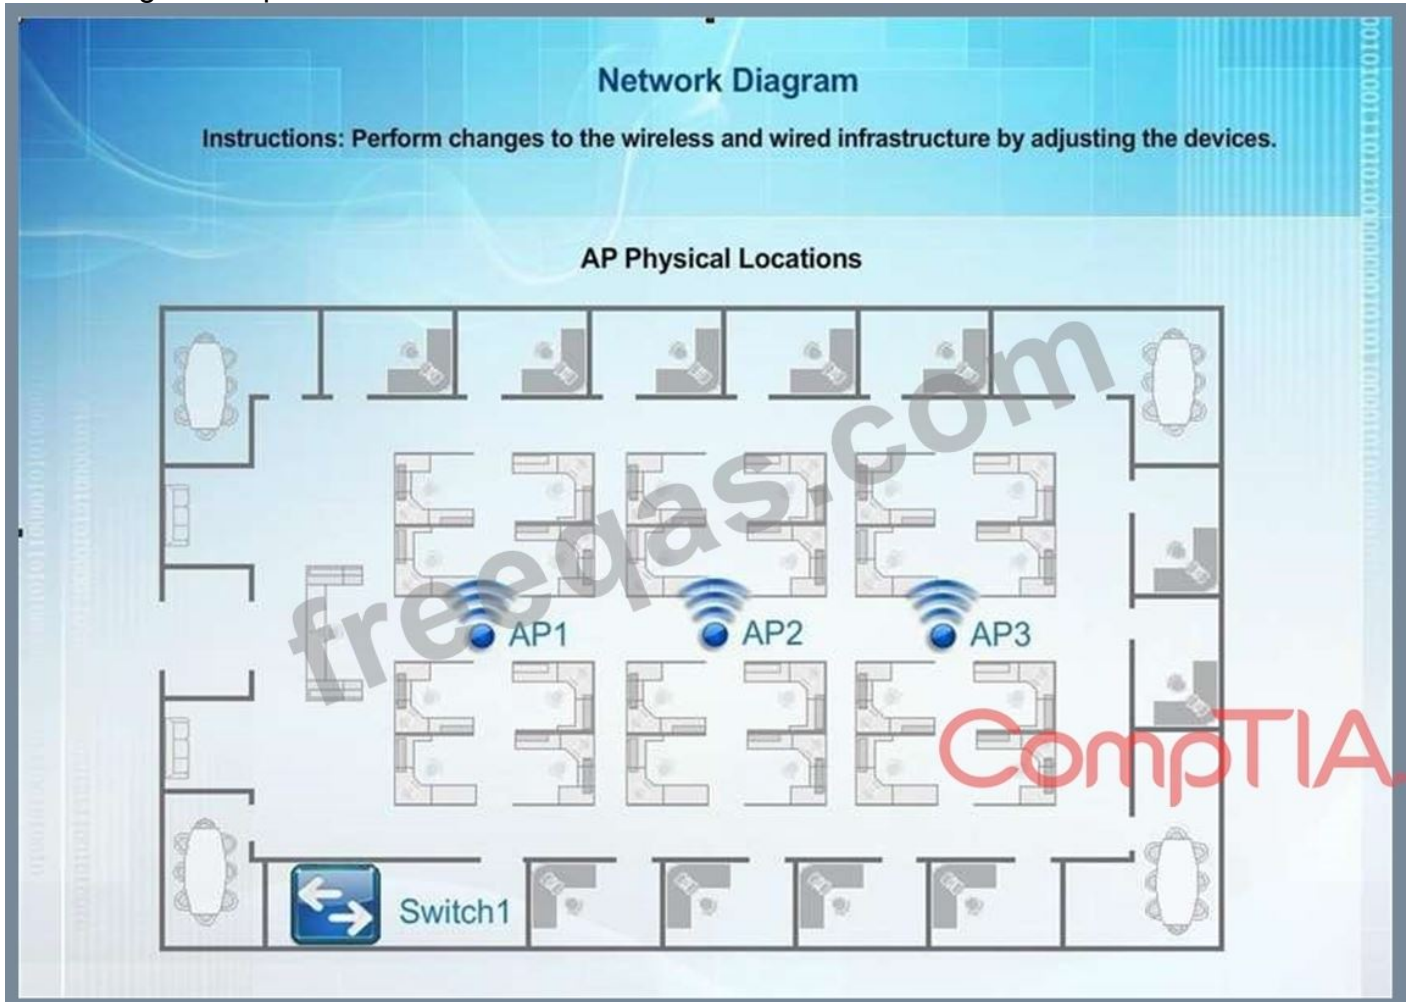 Network Diagram
Instructions: Perform changes to the wireless and wired infrastructure by adjusting the devices.
AP Physical Locations
freeqas.com
AP1
AP2
AP3
CompTIA.
Switch1